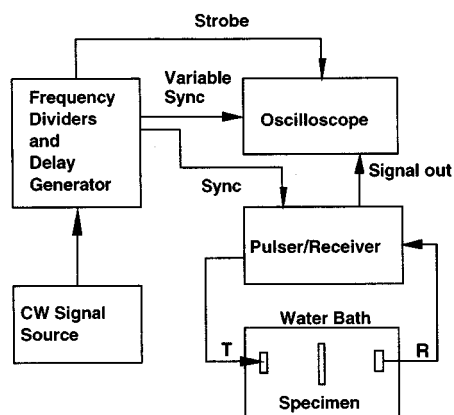 Strobe
Frequency
Dividers
and
Delay
Generator
Variable
Sync
Oscilloscope
Sync
Signal out
Pulser/Receiver
CW Signal
Source
Water Bath
T
R
Specimen